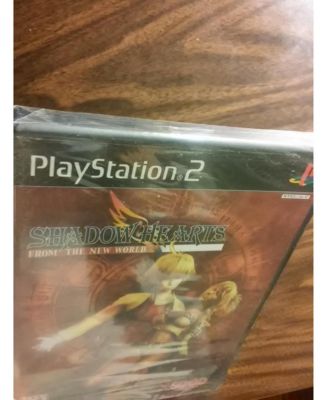 PlayStation.2
SHADOW HEARTS
FROM THE NEW WORLD